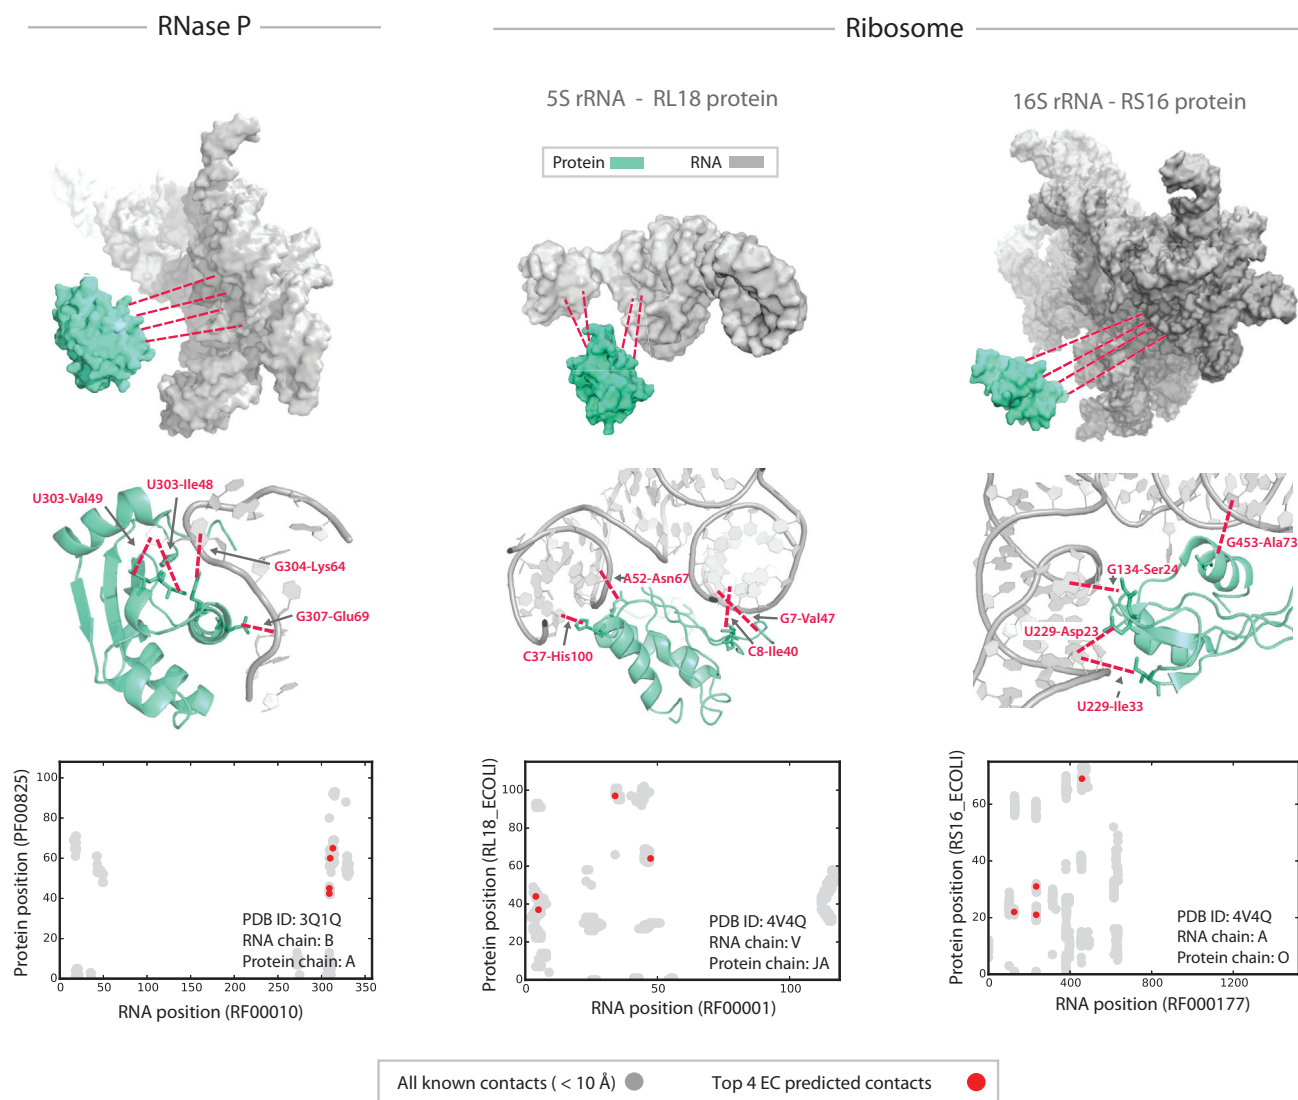 RNase P
Ribosome
5S rRNA - RL18 protein
16S rRNA - RS16 protein
Protein
RNA
U303-Val49
U303-Ile48
G304-Lys64
G307-Glu69
A52-Asn67
G7-Val47
C37-His100
C8-Ile40
G453-Ala73
G134-Ser24
U229-Asp23
U229-Ile33
Protein position (PF00825)
100
80
60
40
20
0
PDB ID: 3Q1Q
RNA chain: B
Protein chain: A
0 50 100 150 200 250 300 350
RNA position (RF00010)
Protein position (RL18_ECOLI)
100
80
60
40
20
0
PDB ID: 4V4Q
RNA chain: V
Protein chain: JA
0 50 100
RNA position (RF00001)
Protein position (RS16_ECOLI)
60
40
20
0
PDB ID: 4V4Q
RNA chain: A
Protein chain: O
0 400 800 1200
RNA position (RF000177)
All known contacts ( < 10 Å)
Top 4 EC predicted contacts